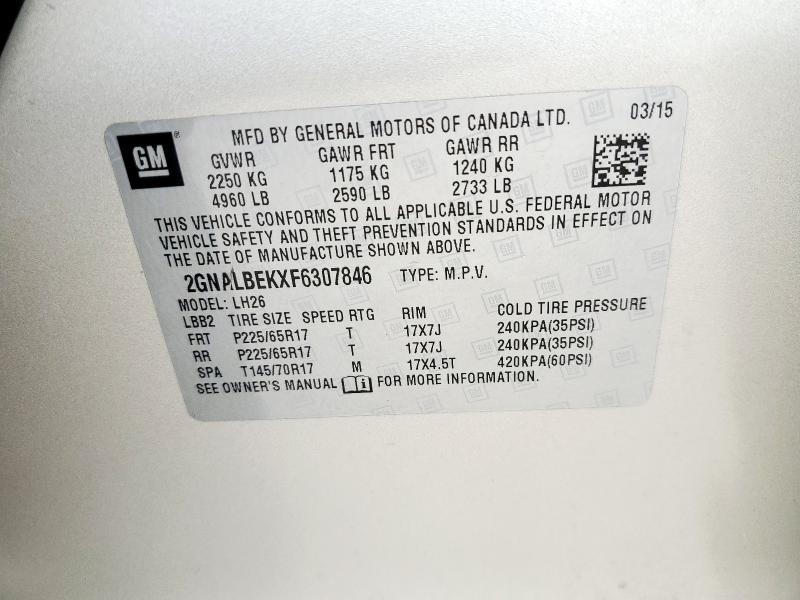 GM®
MFD BY GENERAL MOTORS OF CANADA LTD. 03/15
GVWR GAWR FRT GAWR RR
2250 KG 1175 KG 1240 KG
4960 LB 2590 LB 2733 LB
THIS VEHICLE CONFORMS TO ALL APPLICABLE U.S. FEDERAL MOTOR
VEHICLE SAFETY AND THEFT PREVENTION STANDARDS IN EFFECT ON
THE DATE OF MANUFACTURE SHOWN ABOVE.
2GNALBEKXF6307846 TYPE: M.P.V.
MODEL: LH26
LBB2 TIRE SIZE SPEED RTG RIM COLD TIRE PRESSURE
FRT P225/65R17 T 17X7J 240KPA(35PSI)
RR P225/65R17 T 17X7J 240KPA(35PSI)
SPA T145/70R17 M 17X4.5T 420KPA(60PSI)
SEE OWNER'S MANUAL FOR MORE INFORMATION.